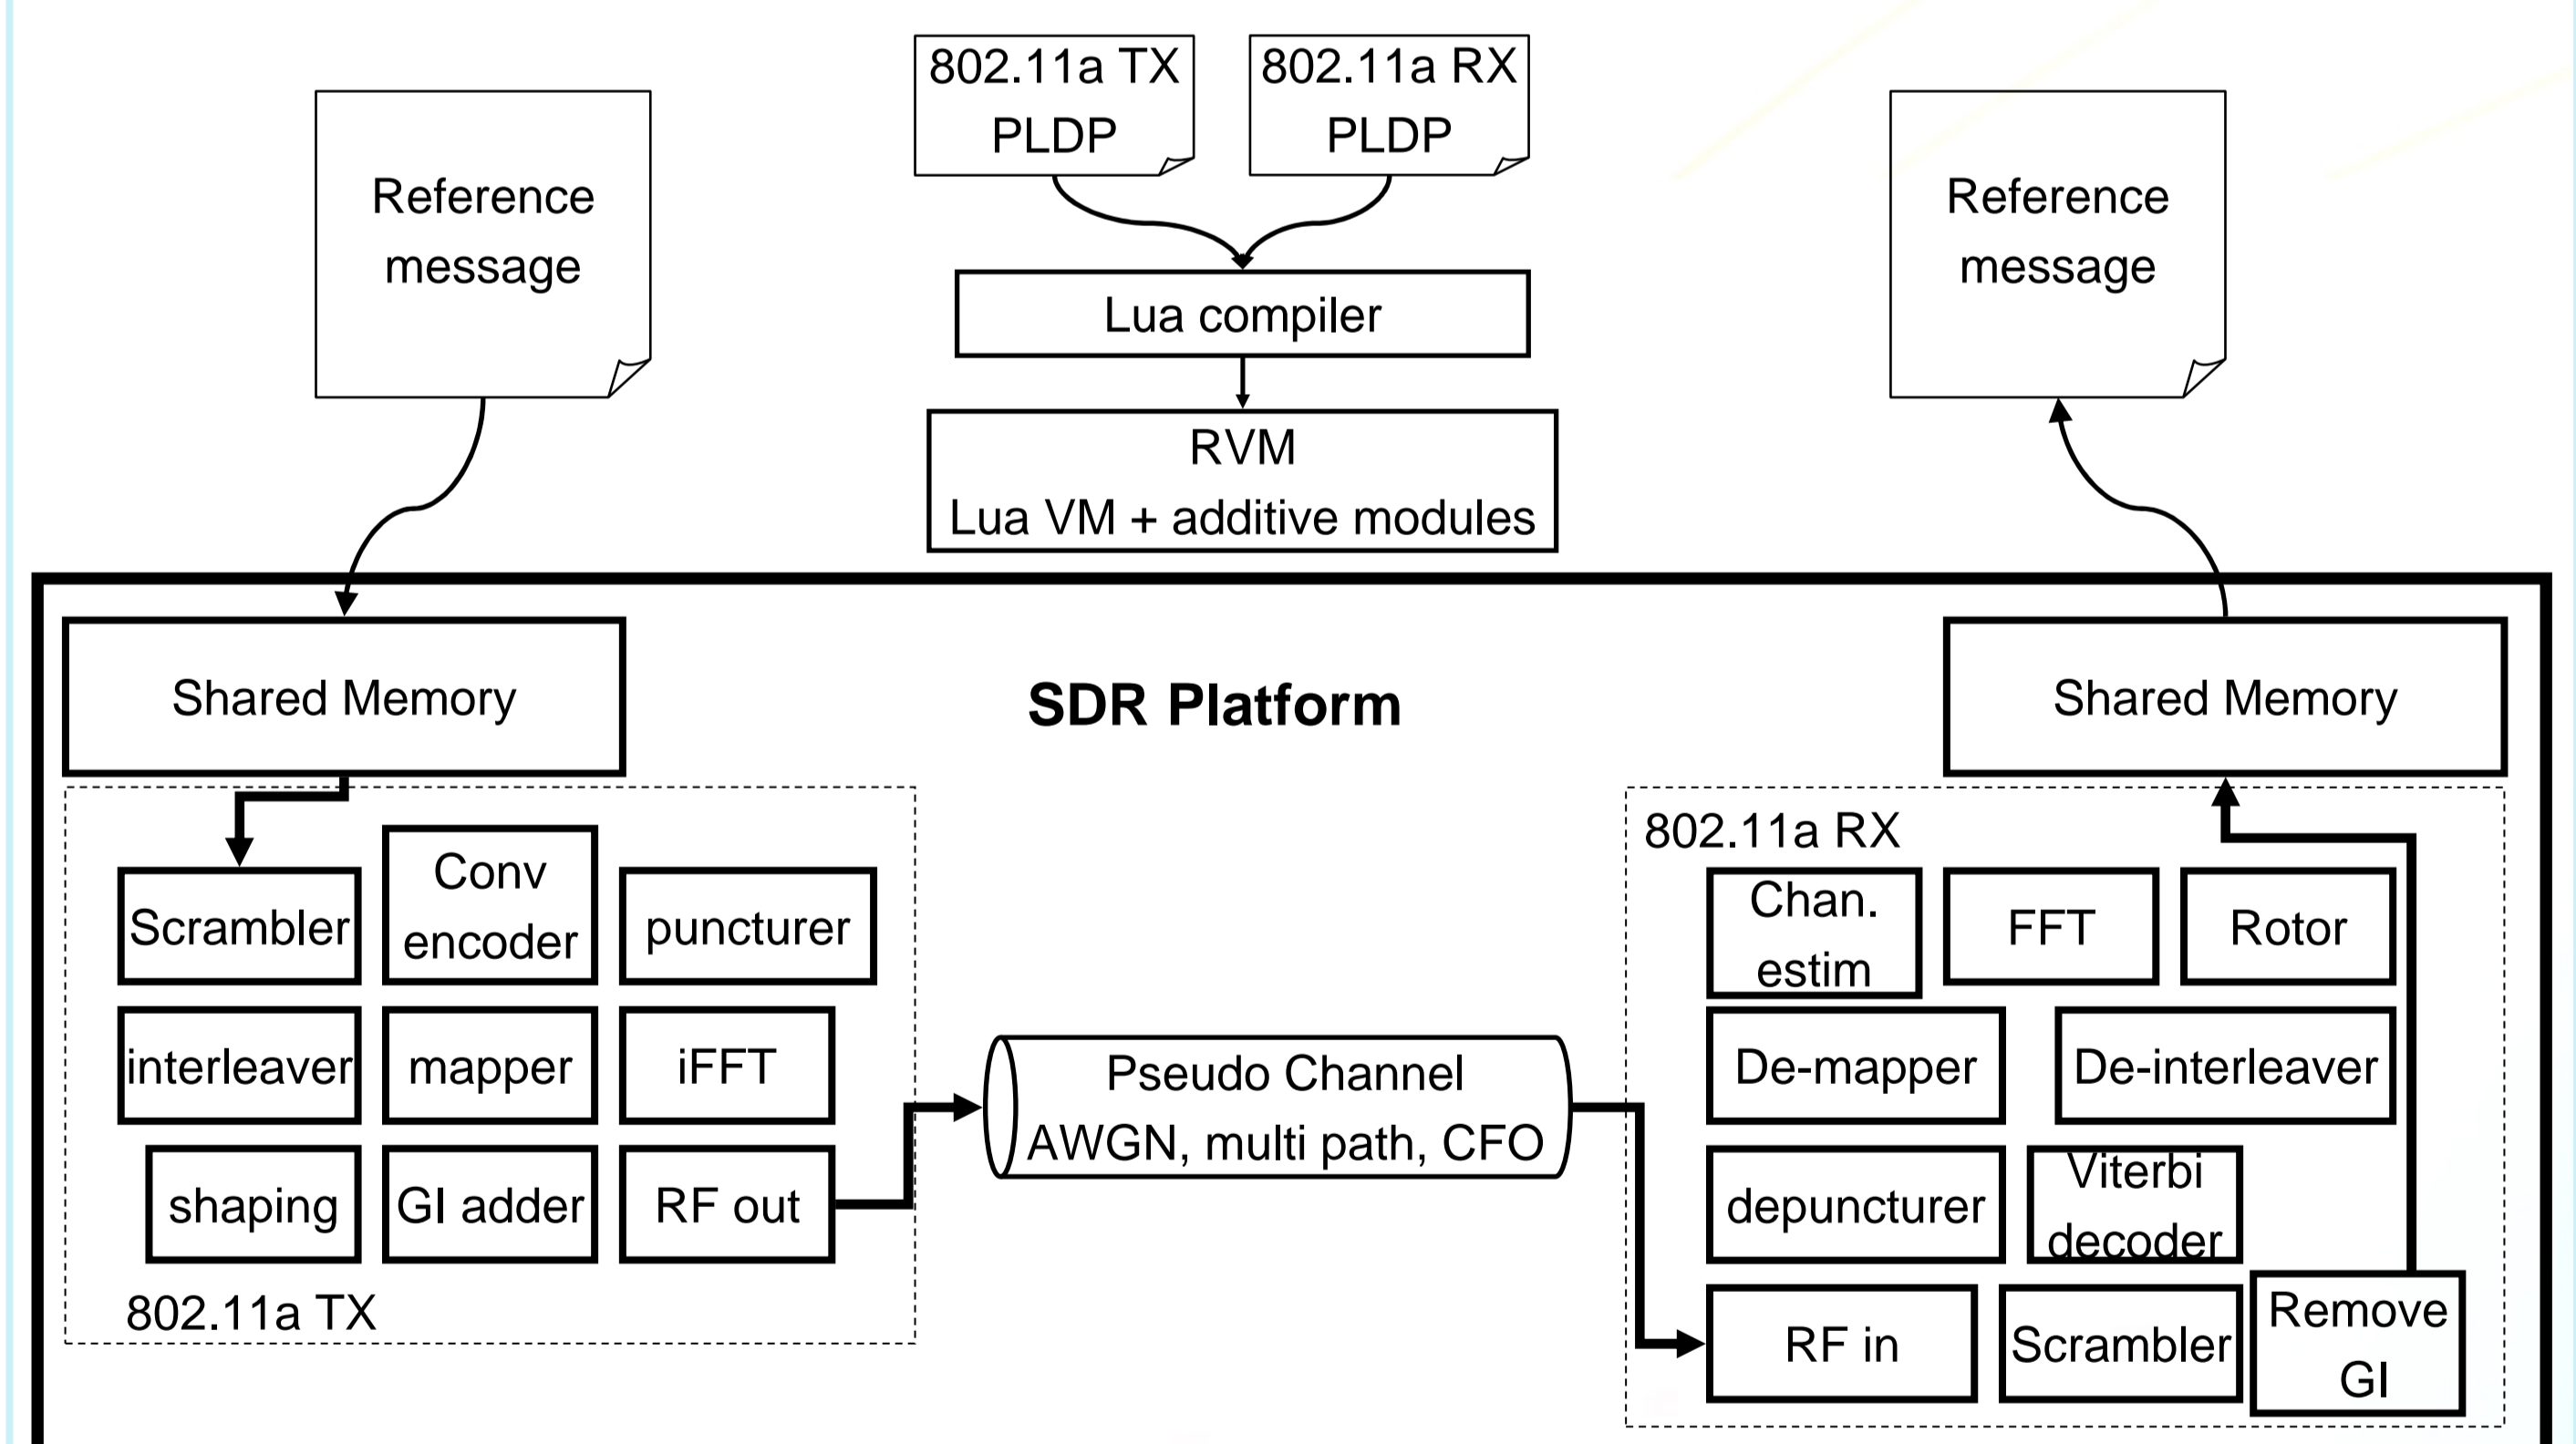 802.11a TX
PLDP
802.11a RX
PLDP
Reference
message
Reference
message
Lua compiler
RVM
Lua VM + additive modules
Shared Memory
SDR Platform
Shared Memory
802.11a RX
Scrambler
Conv
encoder
puncturer
Chan.
estim
FFT
Rotor
interleaver
mapper
iFFT
Pseudo Channel
AWGN, multi path, CFO
De-mapper
De-interleaver
shaping
GI adder
RF out
depuncturer
Viterbi
decoder
802.11a TX
RF in
Scrambler
Remove
GI